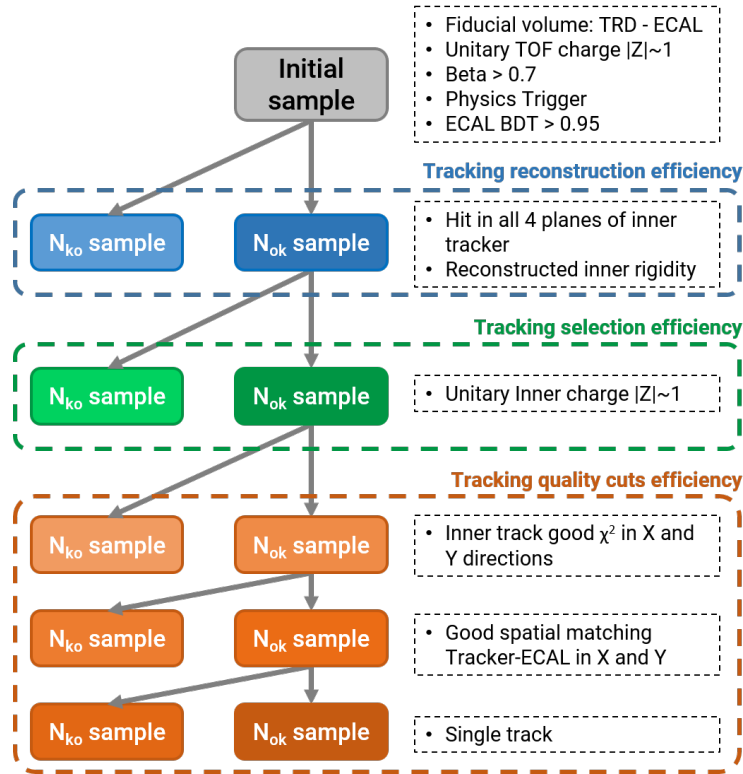 Initial
sample
• Fiducial volume: TRD - ECAL
• Unitary TOF charge |Z|~1
• Beta > 0.7
• Physics Trigger
• ECAL BDT > 0.95
Tracking reconstruction efficiency
Nko sample
Nok sample
• Hit in all 4 planes of inner
tracker
• Reconstructed inner rigidity
Tracking selection efficiency
Nko sample
Nok sample
• Unitary Inner charge |Z|~1
Tracking quality cuts efficiency
Nko sample
Nok sample
• Inner track good χ² in X and
Y directions
Nko sample
Nok sample
• Good spatial matching
Tracker-ECAL in X and Y
Nko sample
Nok sample
• Single track